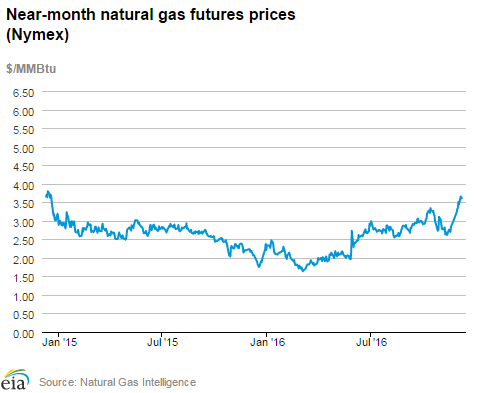 Near-month natural gas futures prices
(Nymex)
$/MMBtu
6.50
6.00
5.50
5.00
4.50
4.00
3.50
3.00
2.50
2.00
1.50
1.00
0.50
0.00
Jan '15 Jul '15 Jan '16 Jul '16
eia Source: Natural Gas Intelligence